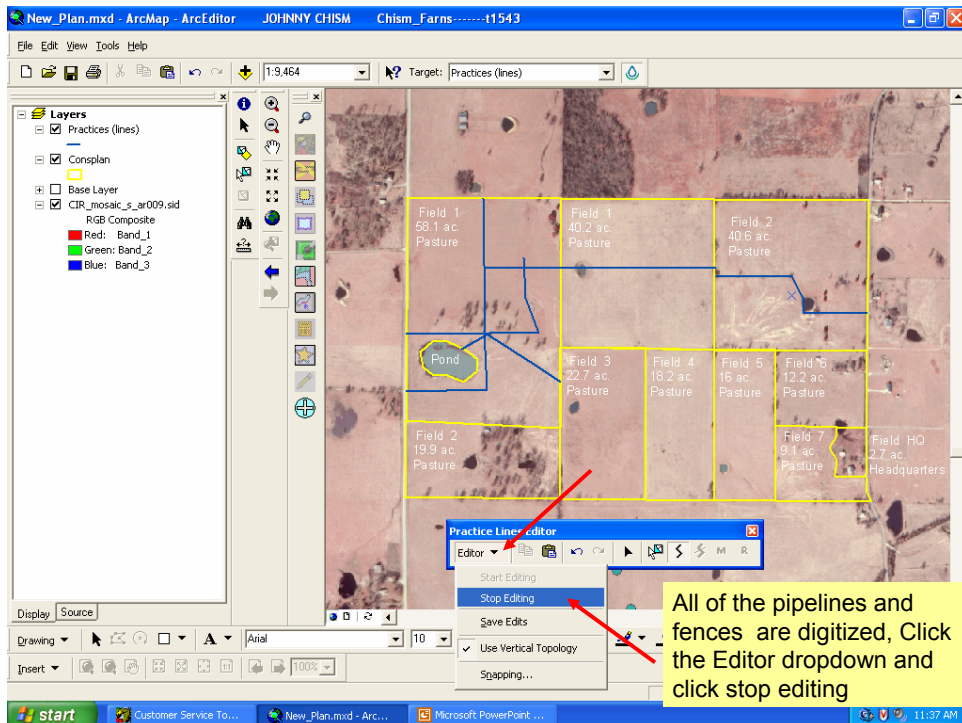 New_Plan.mxd - ArcMap - ArcEditor JOHNNY CHISM Chism_Farns-------t1543
File Edit View Tools Help
1:9,464 Target: Practices (lines)
Layers
Practices (lines)
Consplan
Base Layer
CIR_mosaic_s_ar009.sid
RGB Composite
Red: Band_1
Green: Band_2
Blue: Band_3
Field 1
58.1 ac.
Pasture
Field 1
40.2 ac.
Pasture
Field 2
40.6 ac.
Pasture
Pond
Field 3
22.7 ac.
Pasture
Field 4
18.2 ac.
Pasture
Field 5
16 ac.
Pasture
Field 6
12.2 ac.
Pasture
Field 2
19.9 ac.
Pasture
Field 7
9.1 ac.
Pasture
Field HQ
2.7 ac.
Headquarters
Practice Lines Editor
Editor M R
Start Editing
Stop Editing
Save Edits
Use Vertical Topology
Snapping...
All of the pipelines and
fences are digitized, Click
the Editor dropdown and
click stop editing
Display Source
Drawing A Arial 10
Insert 100%
start Customer Service To... New_Plan.mxd - Arc... Microsoft PowerPoint ... 11:37 AM